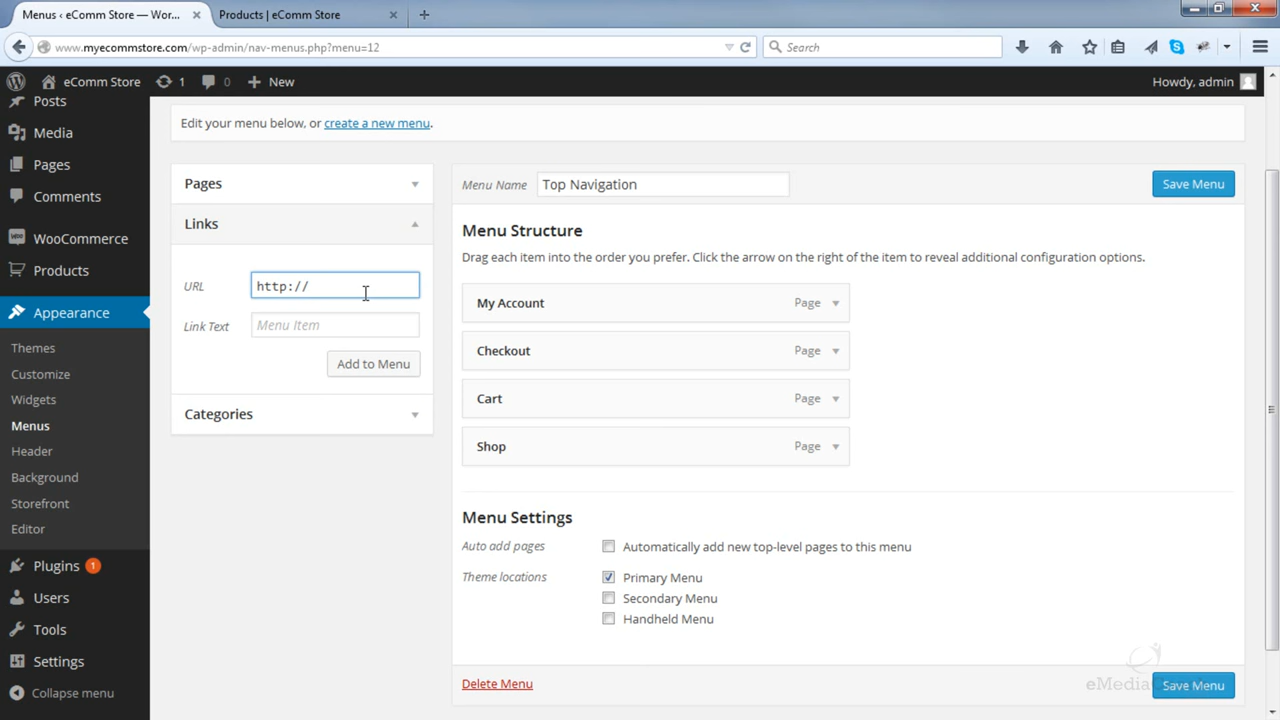 Menus ‹ eComm Store — Wor...
Products | eComm Store
www.myecommstore.com/wp-admin/nav-menus.php?menu=12
Search
eComm Store
1
0
New
Howdy, admin
Posts
Media
Pages
Comments
WooCommerce
Products
Appearance
Themes
Customize
Widgets
Menus
Header
Background
Storefront
Editor
Plugins 1
Users
Tools
Settings
Collapse menu
Edit your menu below, or create a new menu.
Pages
Links
URL
http://
Link Text
Menu Item
Add to Menu
Categories
Menu Name
Top Navigation
Save Menu
Menu Structure
Drag each item into the order you prefer. Click the arrow on the right of the item to reveal additional configuration options.
My Account Page
Checkout Page
Cart Page
Shop Page
Menu Settings
Auto add pages
Automatically add new top-level pages to this menu
Theme locations
Primary Menu
Secondary Menu
Handheld Menu
Delete Menu
Save Menu